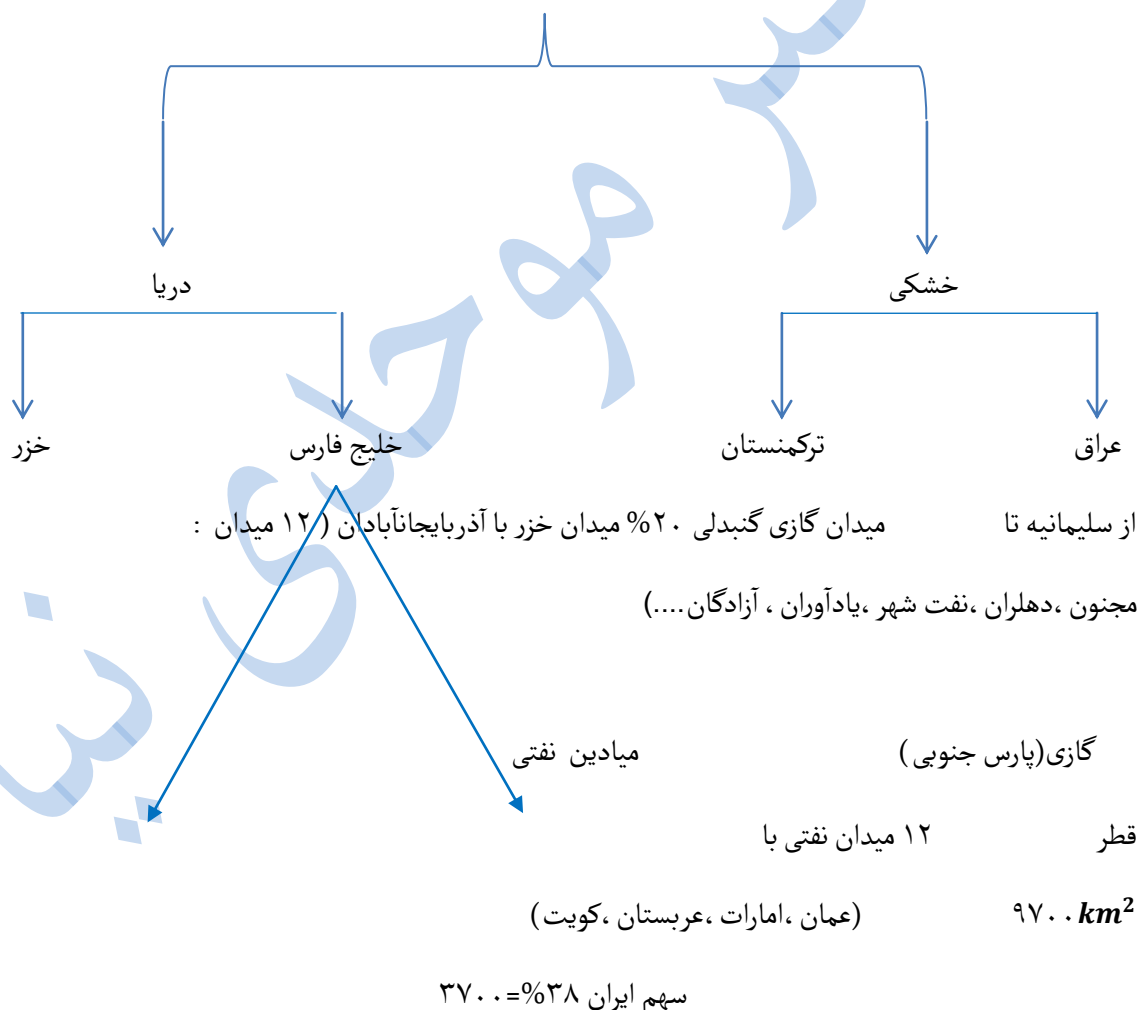 خشکی
دریا
عراق
ترکمنستان
خلیج فارس
خزر
از سلیمانیه تا میدان گازی گنبدلی ۲۰% میدان خزر با آذربایجانآبادان ( ۱۲ میدان :
مجنون ،دهلران ،نفت شهر ،یادآوران ، آزادگان....)
گازی(پارس جنوبی) میادین نفتی
قطر ۱۲ میدان نفتی با
۹۷۰۰km² (عمان ،امارات ،عربستان ،کویت)
سهم ایران ۳۸%=۳۷۰۰